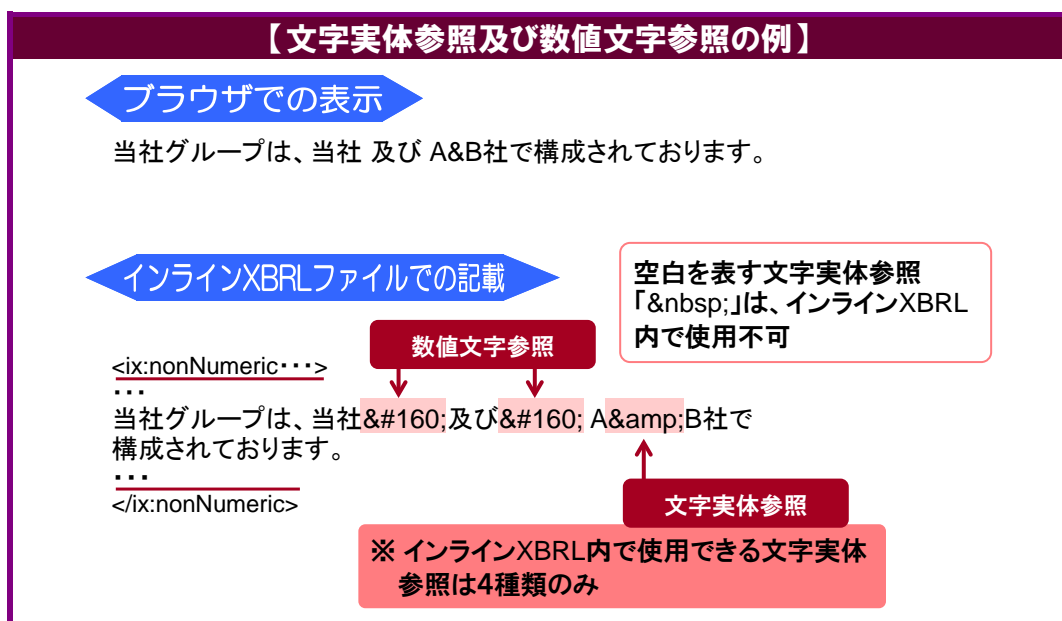 【文字実体参照及び数値文字参照の例】
ブラウザでの表示
当社グループは、当社 及び A&B社で構成されております。
インラインXBRLファイルでの記載
空白を表す文字実体参照
「&nbsp;」は、インラインXBRL
内で使用不可
数値文字参照
<ix:nonNumeric・・・>
・・・
当社グループは、当社&#160;及び&#160; A&amp;B社で
構成されております。
・・・
</ix:nonNumeric>
文字実体参照
※ インラインXBRL内で使用できる文字実体
参照は4種類のみ